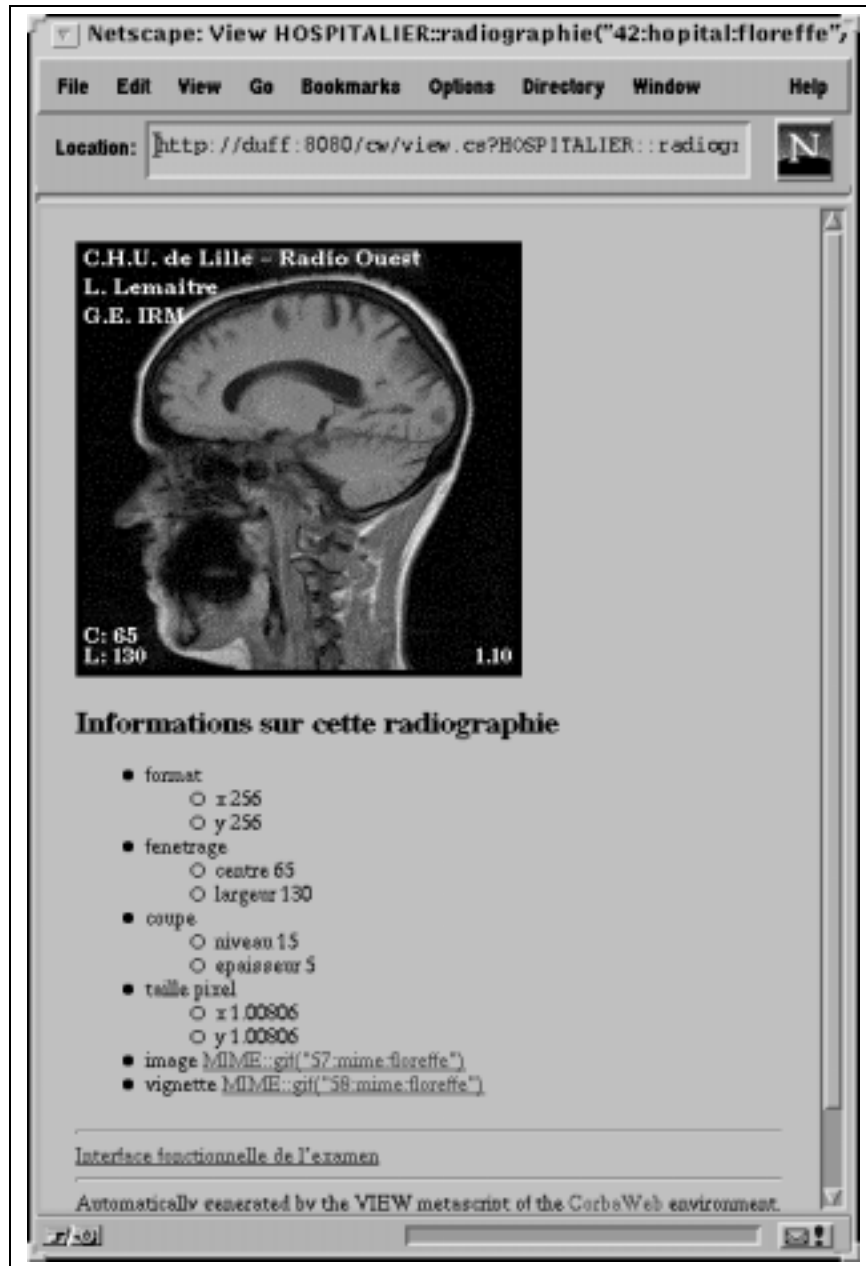 Netscape: View HOSPITALIER::radiographie("42:hopital:floreffe",
File Edit View Go Bookmarks Options Directory Window Help
Location: http://duff:8080/cw/view.cs?HOSPITALIER::radiog
N
C.H.U. de Lille – Radio Ouest
L. Lemaitre
G.E. IRM
C: 65
L: 130 1.10
Informations sur cette radiographie
format
x 256
y 256
fenetrage
centre 65
largeur 130
coupe
niveau 15
epaisseur 5
taille pixel
x 1.00806
y 1.00806
image MIME::gif("57:mime:floreffe")
vignette MIME::gif("58:mime:floreffe")
Interface fonctionnelle de l'examen
Automatically generated by the VIEW metascript of the CorbaWeb environment.